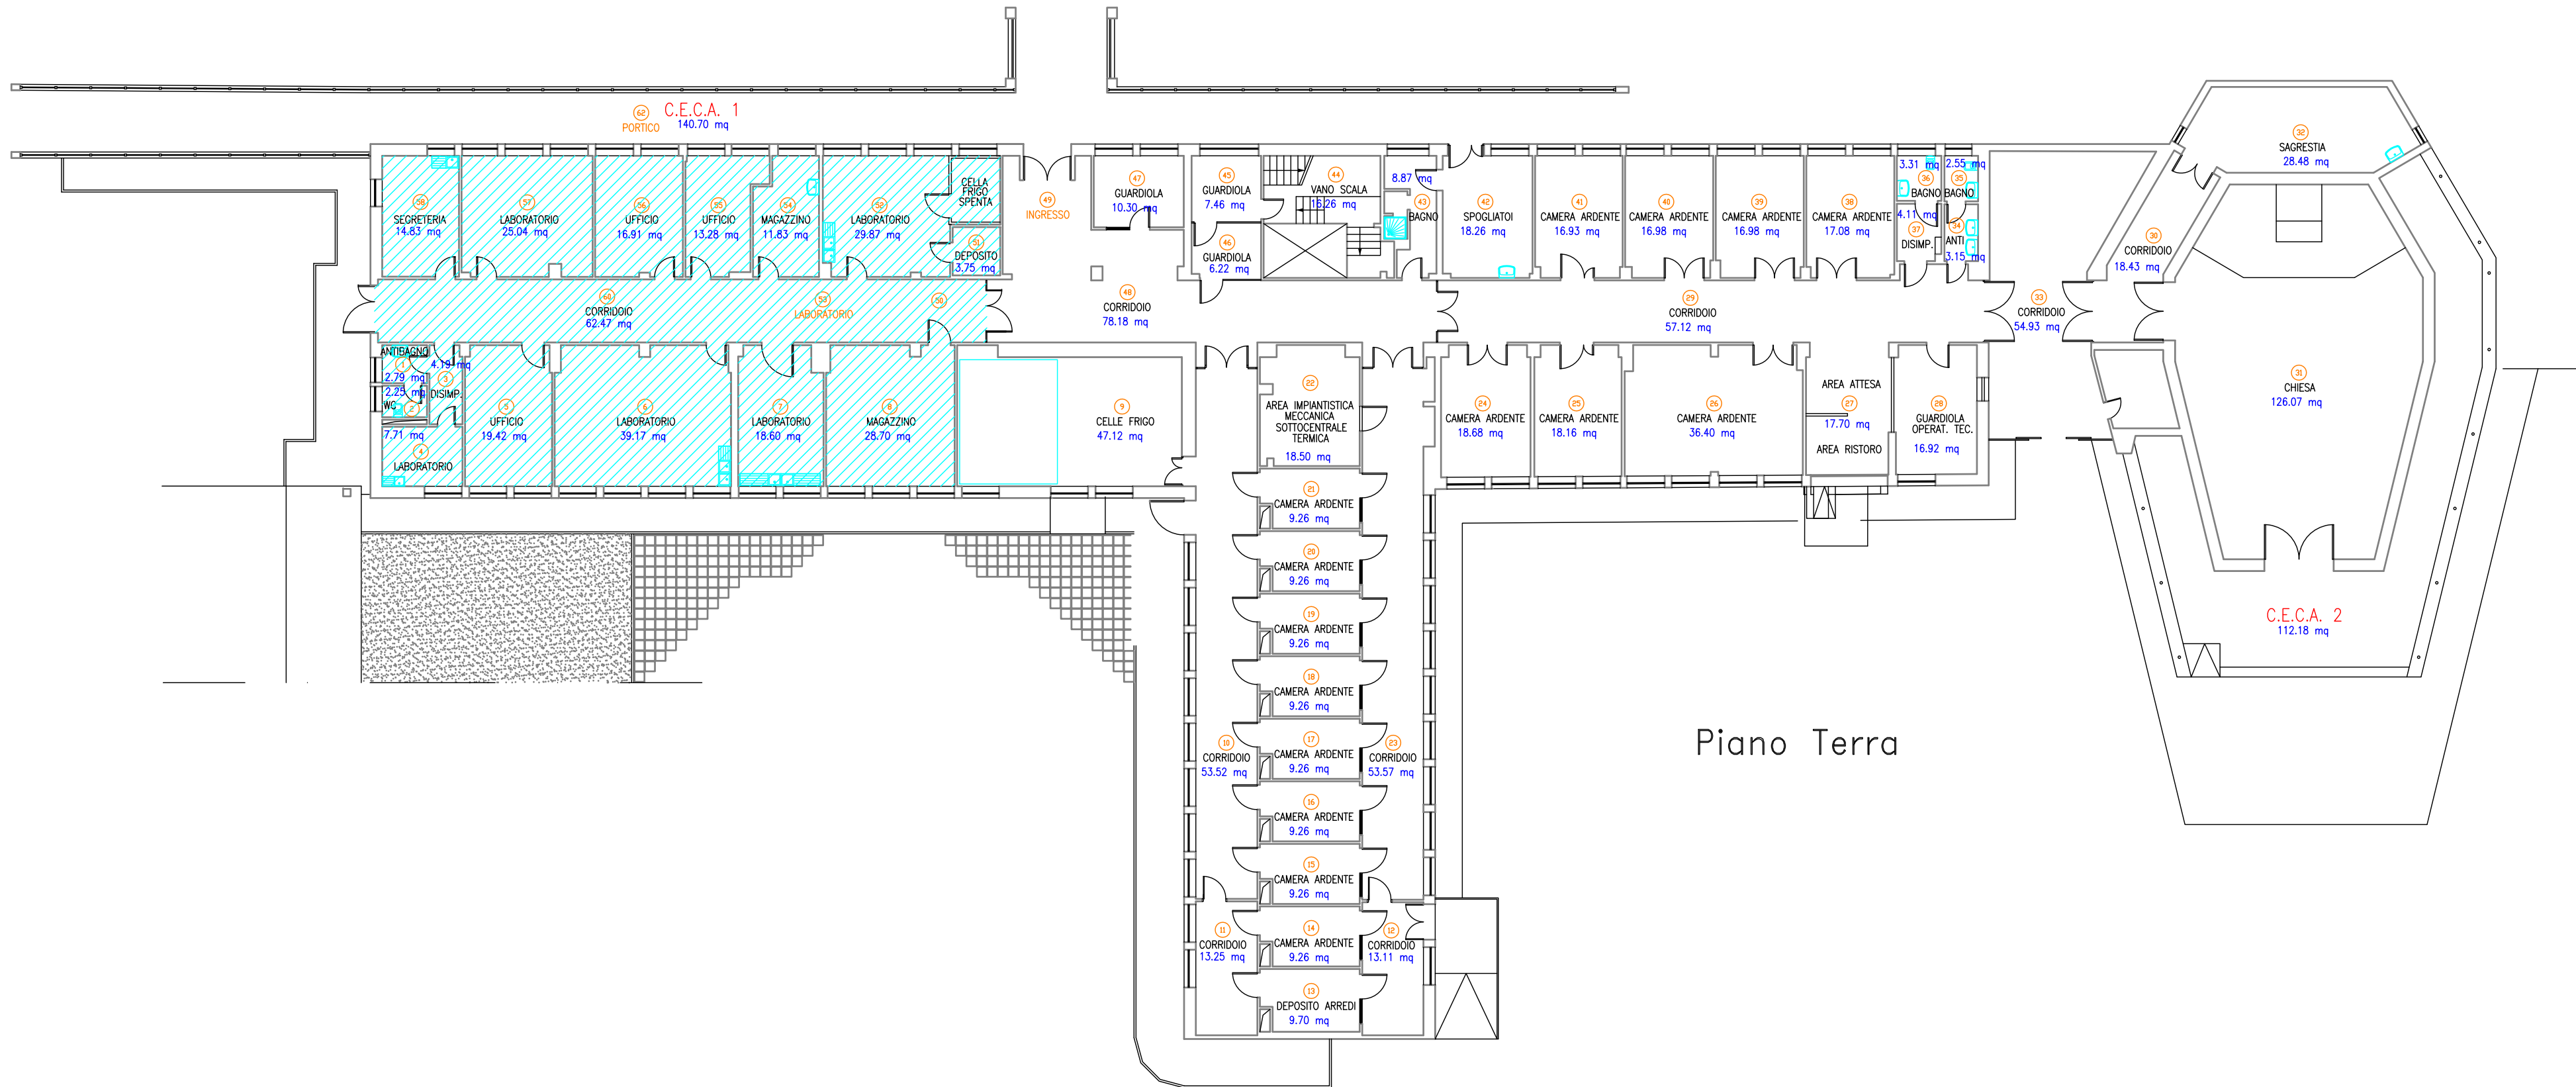 62
PORTICO
C.E.C.A. 1
140.70 mq
58
SEGRETERIA
14.83 mq
57
LABORATORIO
25.04 mq
56
UFFICIO
16.91 mq
55
UFFICIO
13.28 mq
54
MAGAZZINO
11.83 mq
52
LABORATORIO
29.87 mq
CELLA
FRIGO
SPENTA
51
DEPOSITO
3.75 mq
49
INGRESSO
47
GUARDIOLA
10.30 mq
45
GUARDIOLA
7.46 mq
46
GUARDIOLA
6.22 mq
44
VANO SCALA
16.26 mq
8.87 mq
43
BAGNO
42
SPOGLIATOI
18.26 mq
41
CAMERA ARDENTE
16.93 mq
40
CAMERA ARDENTE
16.98 mq
39
CAMERA ARDENTE
16.98 mq
38
CAMERA ARDENTE
17.08 mq
3.31 mq
36
BAGNO
4.11 mq
37
DISIMP.
2.55 mq
35
BAGNO
34
ANTI
3.15 mq
32
SAGRESTIA
28.48 mq
30
CORRIDOIO
18.43 mq
60
CORRIDOIO
62.47 mq
53
LABORATORIO
50
48
CORRIDOIO
78.18 mq
29
CORRIDOIO
57.12 mq
33
CORRIDOIO
54.93 mq
31
CHIESA
126.07 mq
ANTIBAGNO
1
2.79 mq
2.25 mq
WC
2
4.19 mq
3
DISIMP.
7.71 mq
4
LABORATORIO
5
UFFICIO
19.42 mq
6
LABORATORIO
39.17 mq
7
LABORATORIO
18.60 mq
8
MAGAZZINO
28.70 mq
9
CELLE FRIGO
47.12 mq
22
AREA IMPIANTISTICA
MECCANICA
SOTTOCENTRALE
TERMICA
18.50 mq
24
CAMERA ARDENTE
18.68 mq
25
CAMERA ARDENTE
18.16 mq
26
CAMERA ARDENTE
36.40 mq
AREA ATTESA
27
17.70 mq
AREA RISTORO
28
GUARDIOLA
OPERAT. TEC.
16.92 mq
21
CAMERA ARDENTE
9.26 mq
20
CAMERA ARDENTE
9.26 mq
19
CAMERA ARDENTE
9.26 mq
18
CAMERA ARDENTE
9.26 mq
17
CAMERA ARDENTE
9.26 mq
16
CAMERA ARDENTE
9.26 mq
15
CAMERA ARDENTE
9.26 mq
14
CAMERA ARDENTE
9.26 mq
13
DEPOSITO ARREDI
9.70 mq
10
CORRIDOIO
53.52 mq
23
CORRIDOIO
53.57 mq
11
CORRIDOIO
13.25 mq
12
CORRIDOIO
13.11 mq
C.E.C.A. 2
112.18 mq
Piano Terra